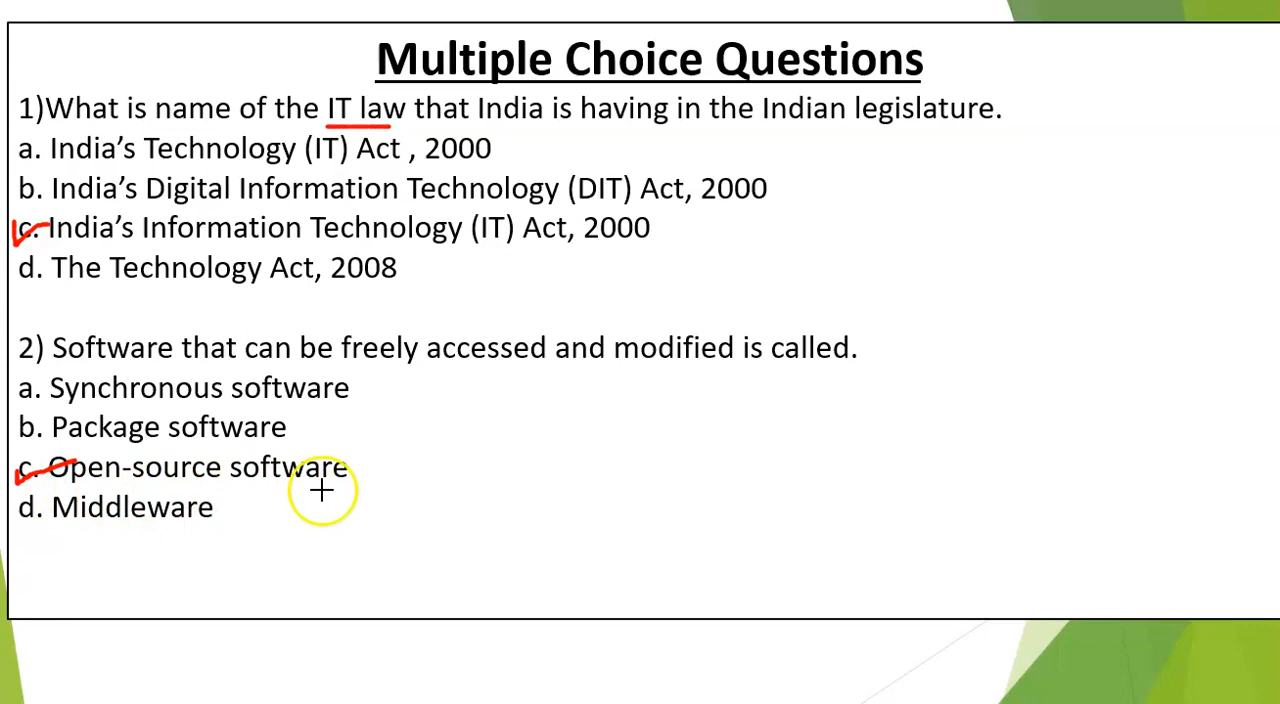 Multiple Choice Questions
1)What is name of the IT law that India is having in the Indian legislature.
a. India’s Technology (IT) Act , 2000
b. India’s Digital Information Technology (DIT) Act, 2000
c. India’s Information Technology (IT) Act, 2000
d. The Technology Act, 2008
2) Software that can be freely accessed and modified is called.
a. Synchronous software
b. Package software
c. Open-source software
d. Middleware